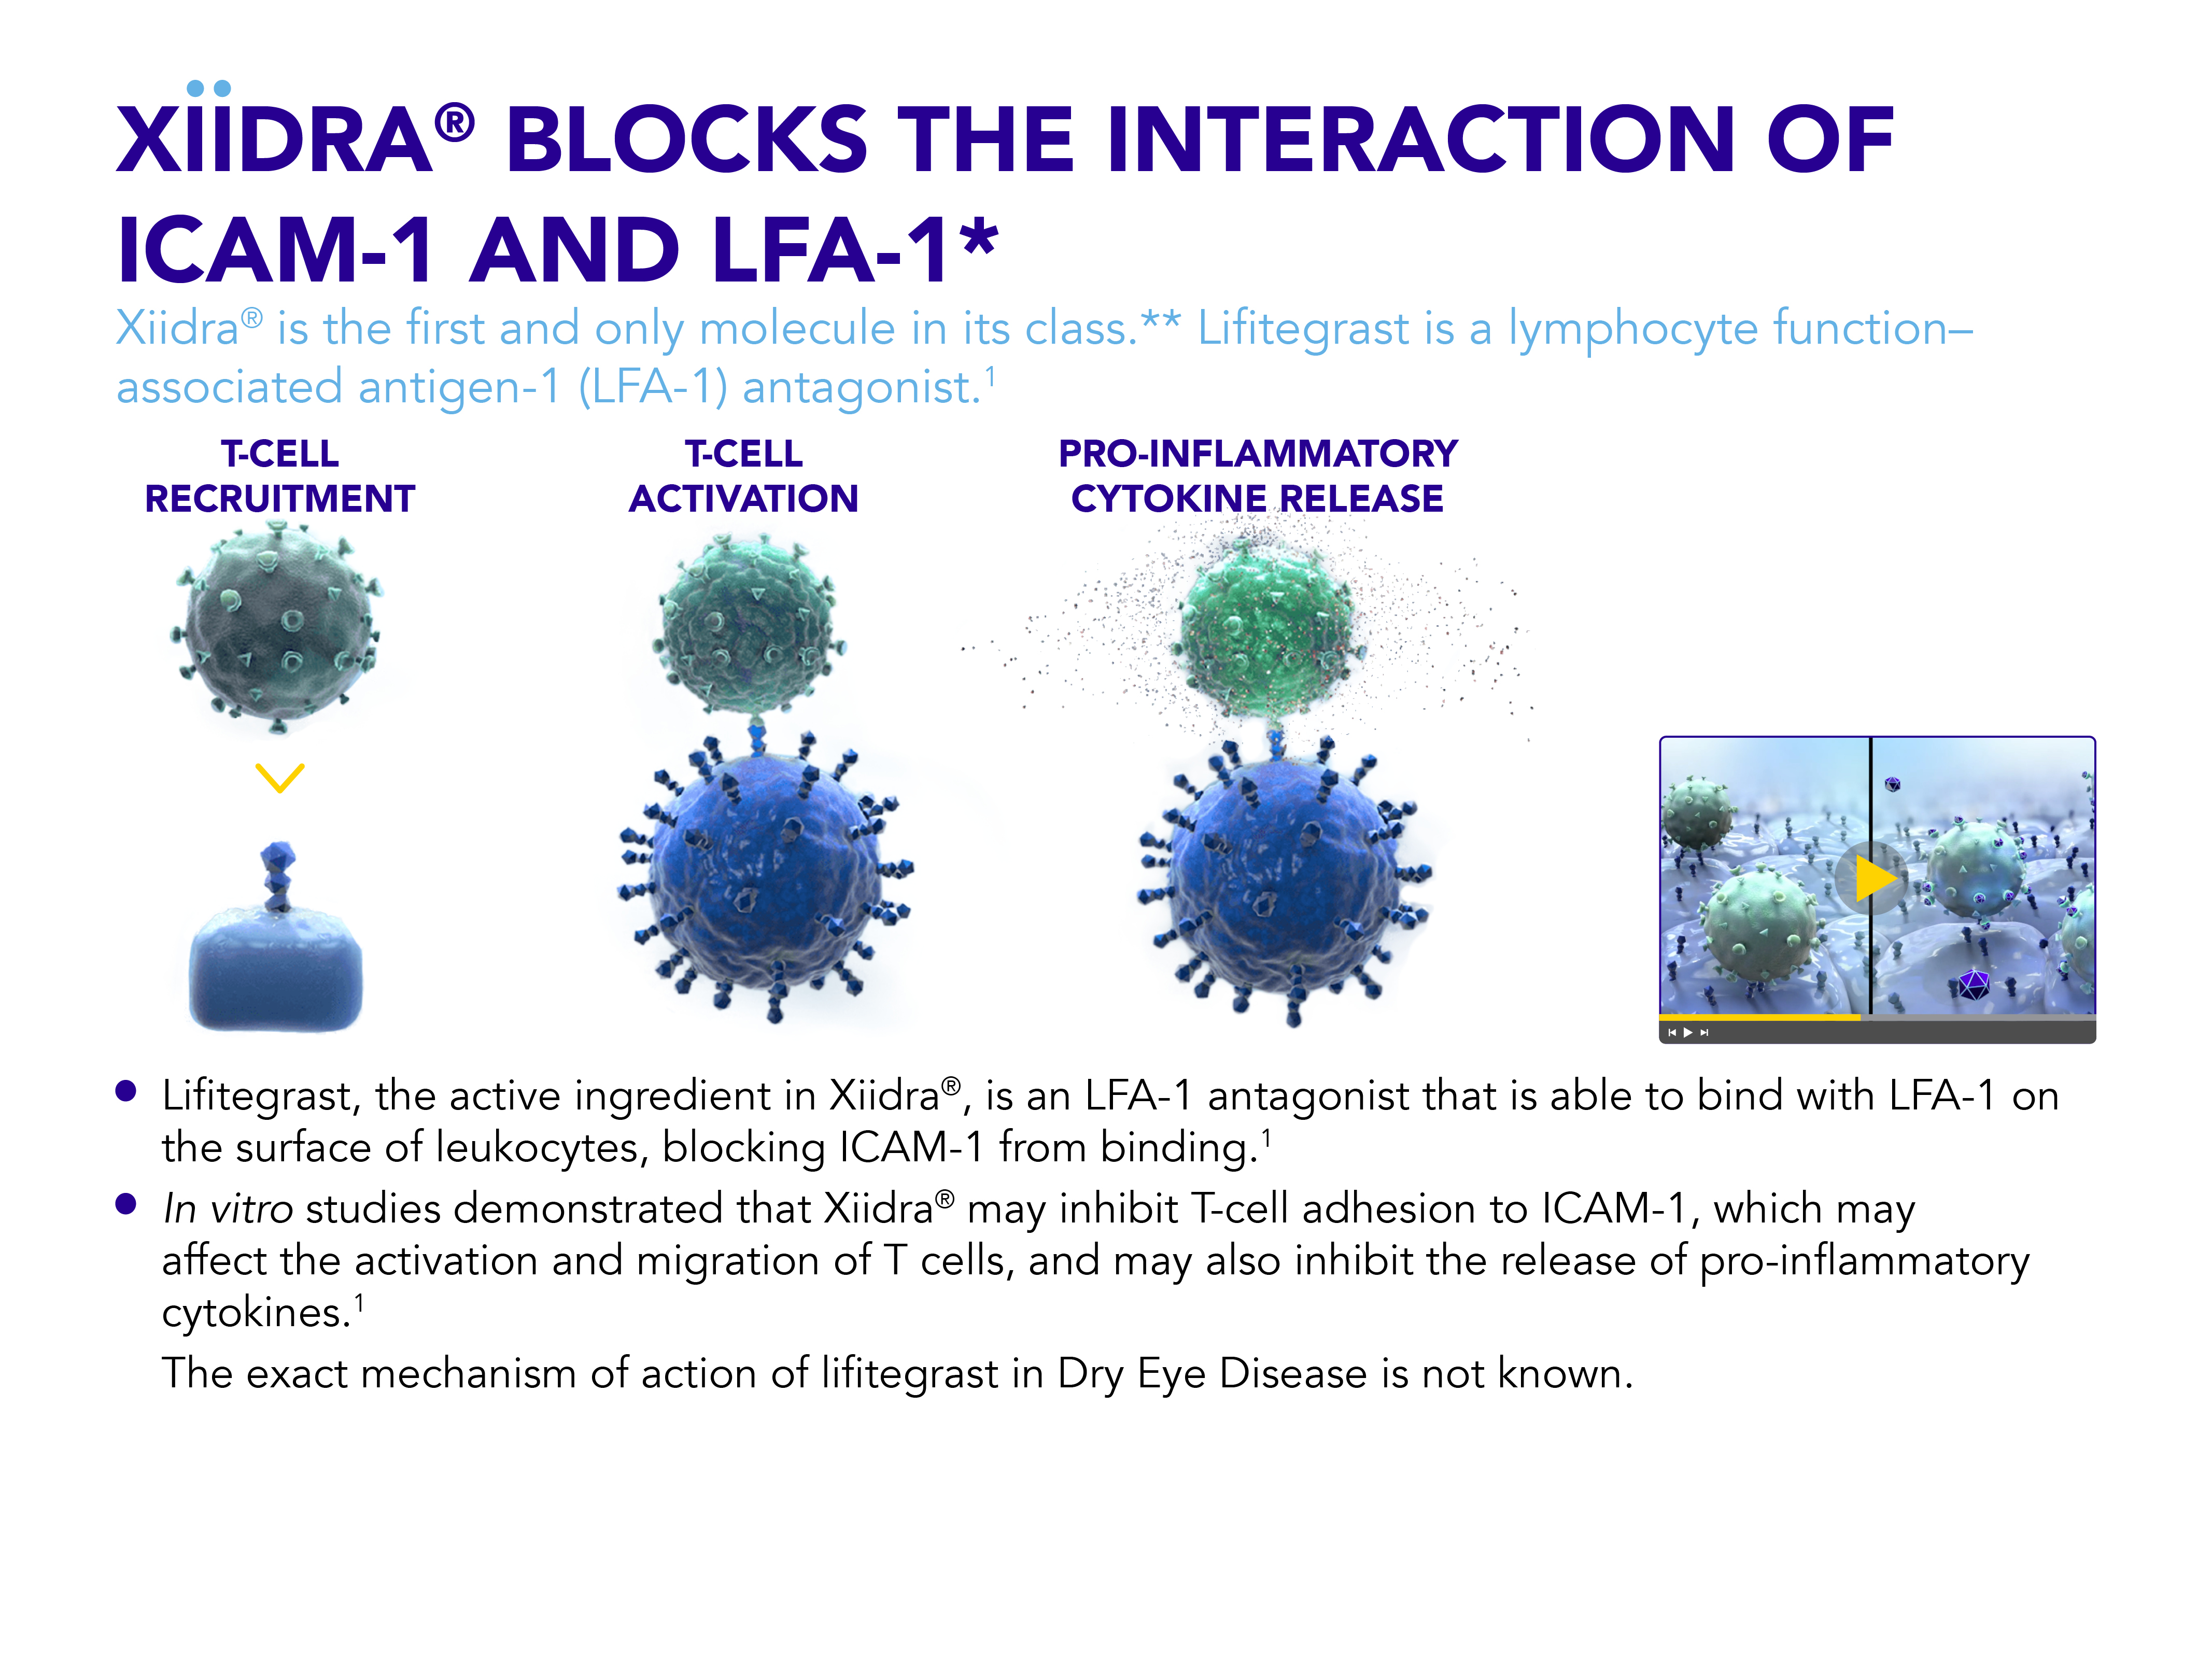 XÏÏDRA® BLOCKS THE INTERACTION OF
ICAM-1 AND LFA-1*
Xiidra® is the first and only molecule in its class.** Lifitegrast is a lymphocyte function–
associated antigen-1 (LFA-1) antagonist.¹
T-CELL
RECRUITMENT
T-CELL
ACTIVATION
PRO-INFLAMMATORY
CYTOKINE RELEASE
● Lifitegrast, the active ingredient in Xiidra®, is an LFA-1 antagonist that is able to bind with LFA-1 on
the surface of leukocytes, blocking ICAM-1 from binding.¹
● In vitro studies demonstrated that Xiidra® may inhibit T-cell adhesion to ICAM-1, which may
affect the activation and migration of T cells, and may also inhibit the release of pro-inflammatory
cytokines.¹
The exact mechanism of action of lifitegrast in Dry Eye Disease is not known.